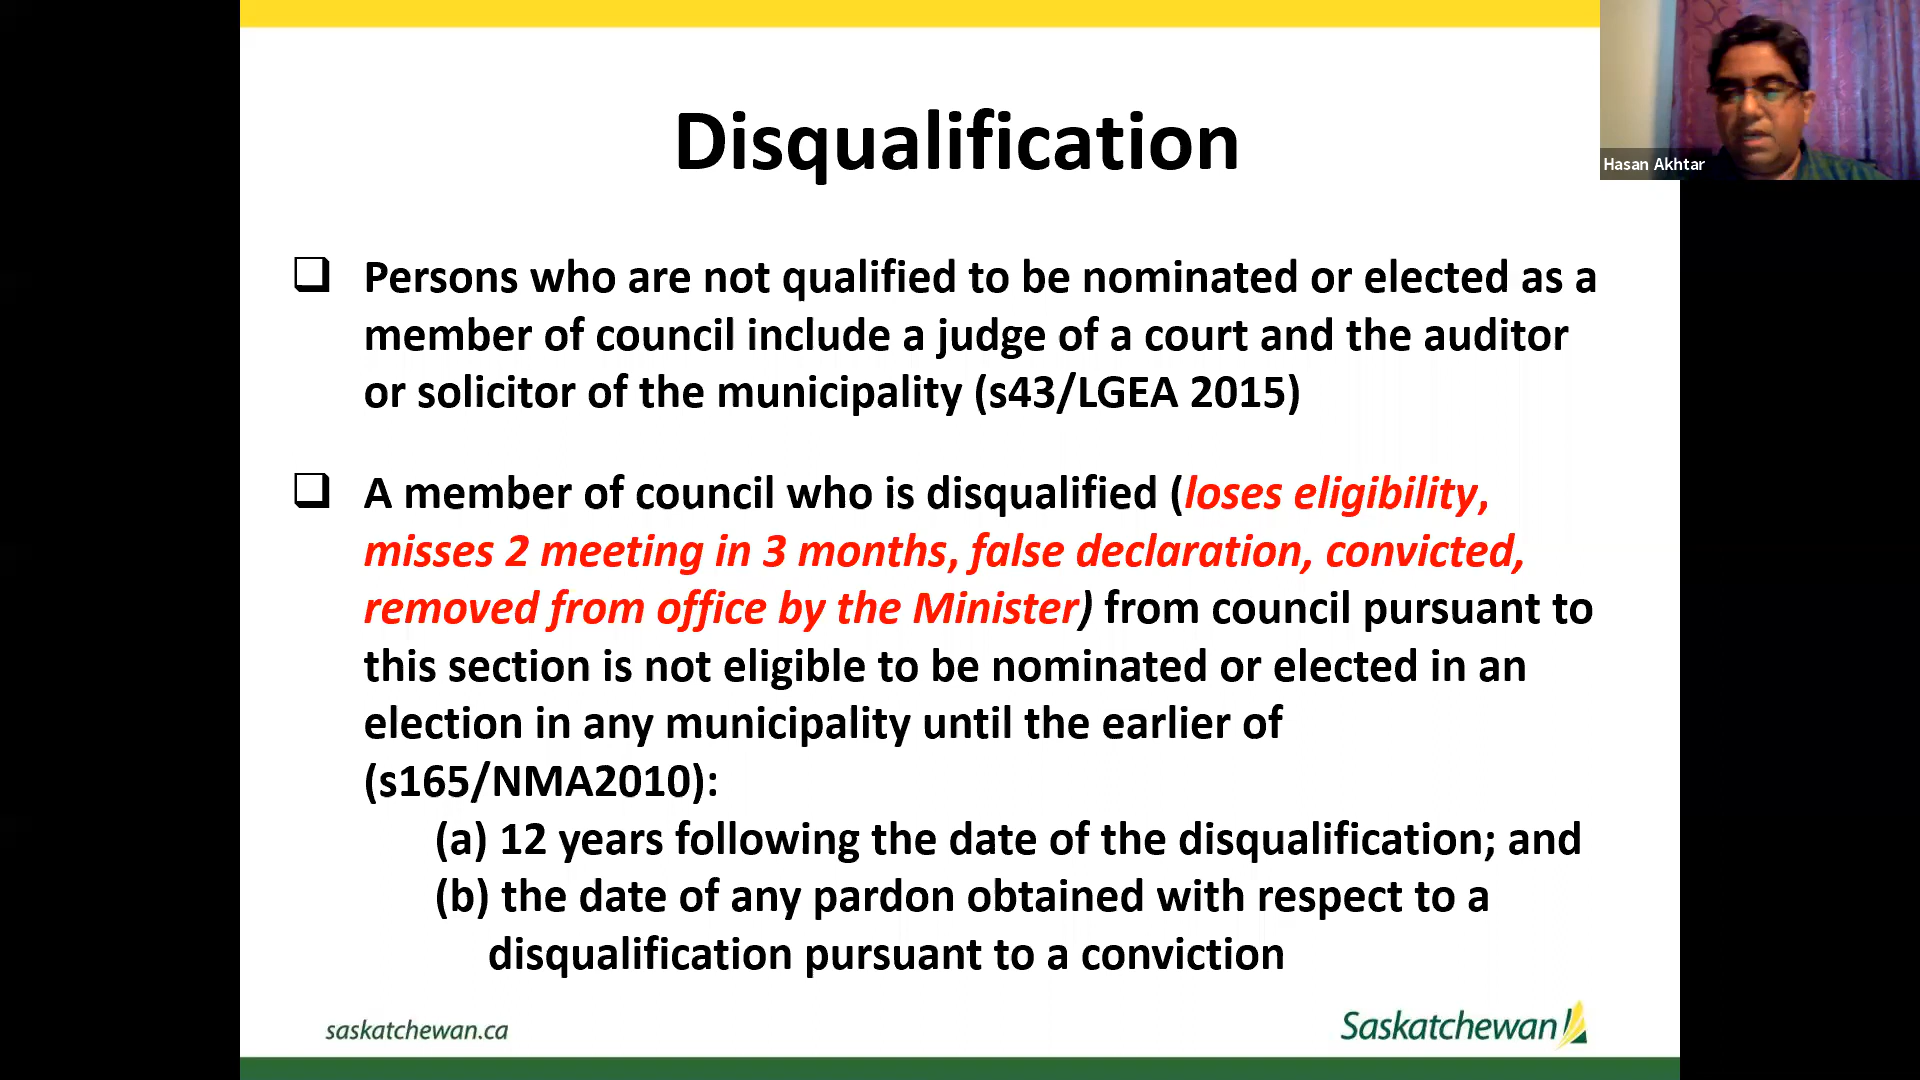 Disqualification
Hasan Akhtar
Persons who are not qualified to be nominated or elected as a
member of council include a judge of a court and the auditor
or solicitor of the municipality (s43/LGEA 2015)
A member of council who is disqualified (loses eligibility,
misses 2 meeting in 3 months, false declaration, convicted,
removed from office by the Minister) from council pursuant to
this section is not eligible to be nominated or elected in an
election in any municipality until the earlier of
(s165/NMA2010):
(a) 12 years following the date of the disqualification; and
(b) the date of any pardon obtained with respect to a
disqualification pursuant to a conviction
saskatchewan.ca
Saskatchewan